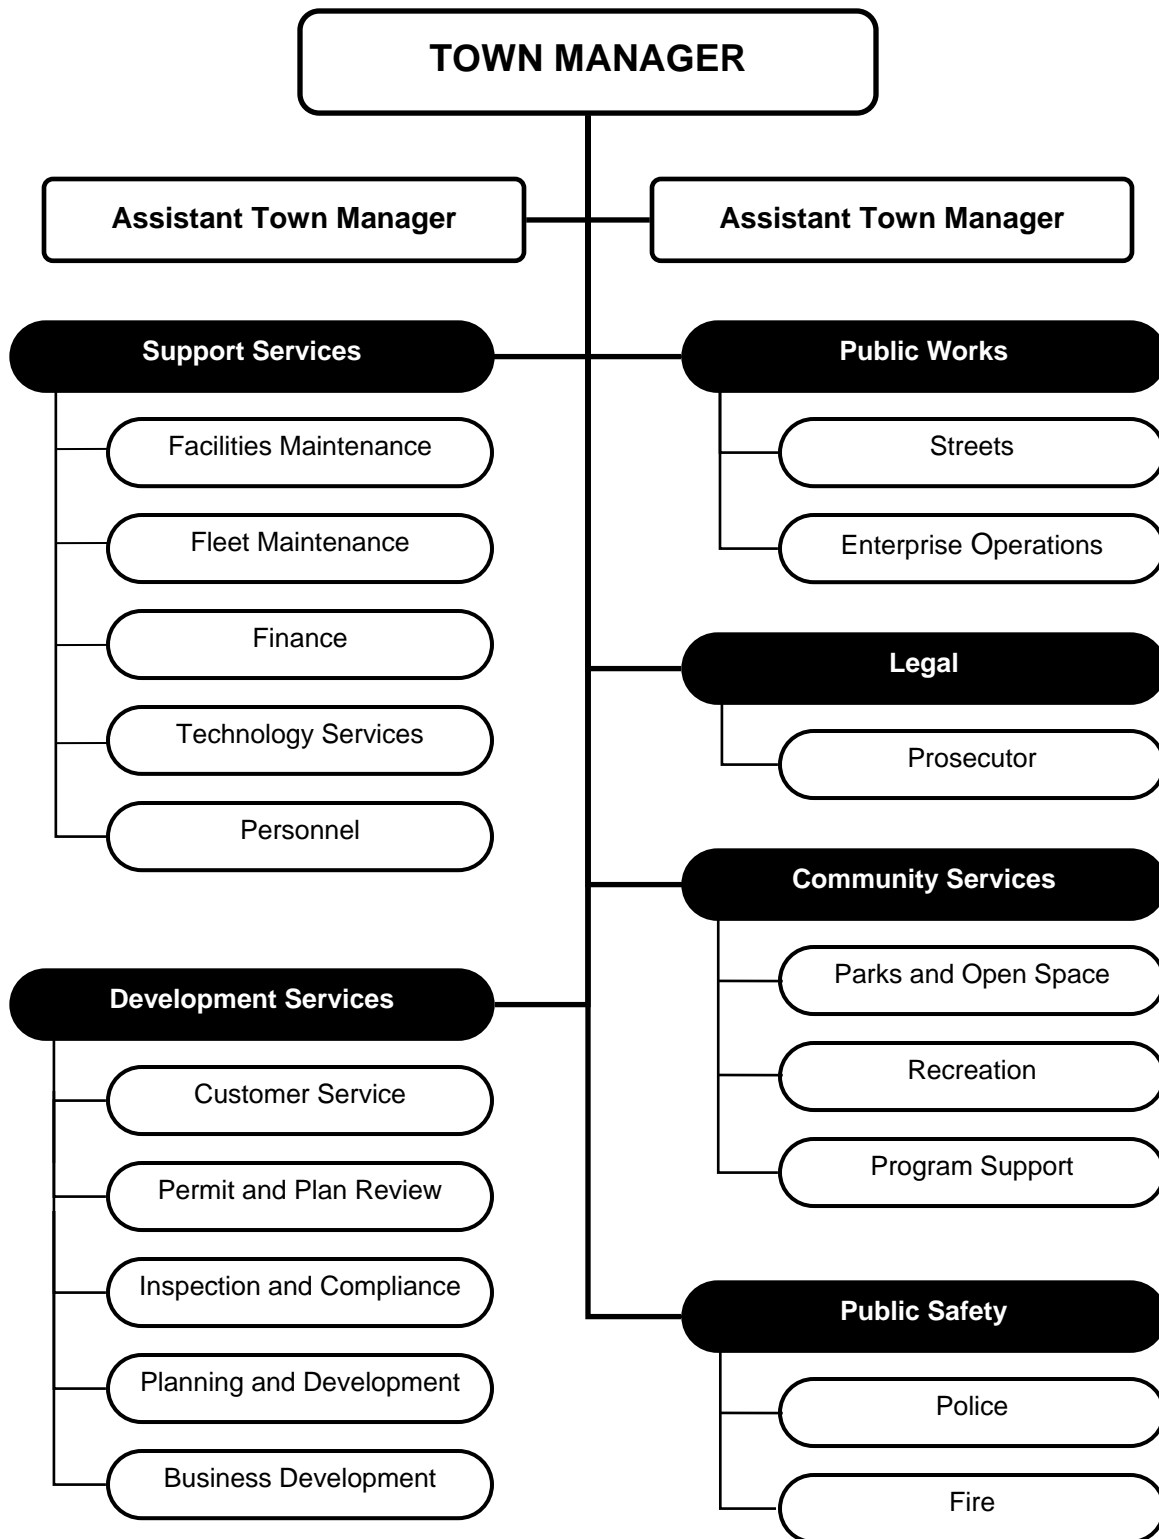 TOWN MANAGER
Assistant Town Manager
Assistant Town Manager
Support Services
Facilities Maintenance
Fleet Maintenance
Finance
Technology Services
Personnel
Development Services
Customer Service
Permit and Plan Review
Inspection and Compliance
Planning and Development
Business Development
Public Works
Streets
Enterprise Operations
Legal
Prosecutor
Community Services
Parks and Open Space
Recreation
Program Support
Public Safety
Police
Fire